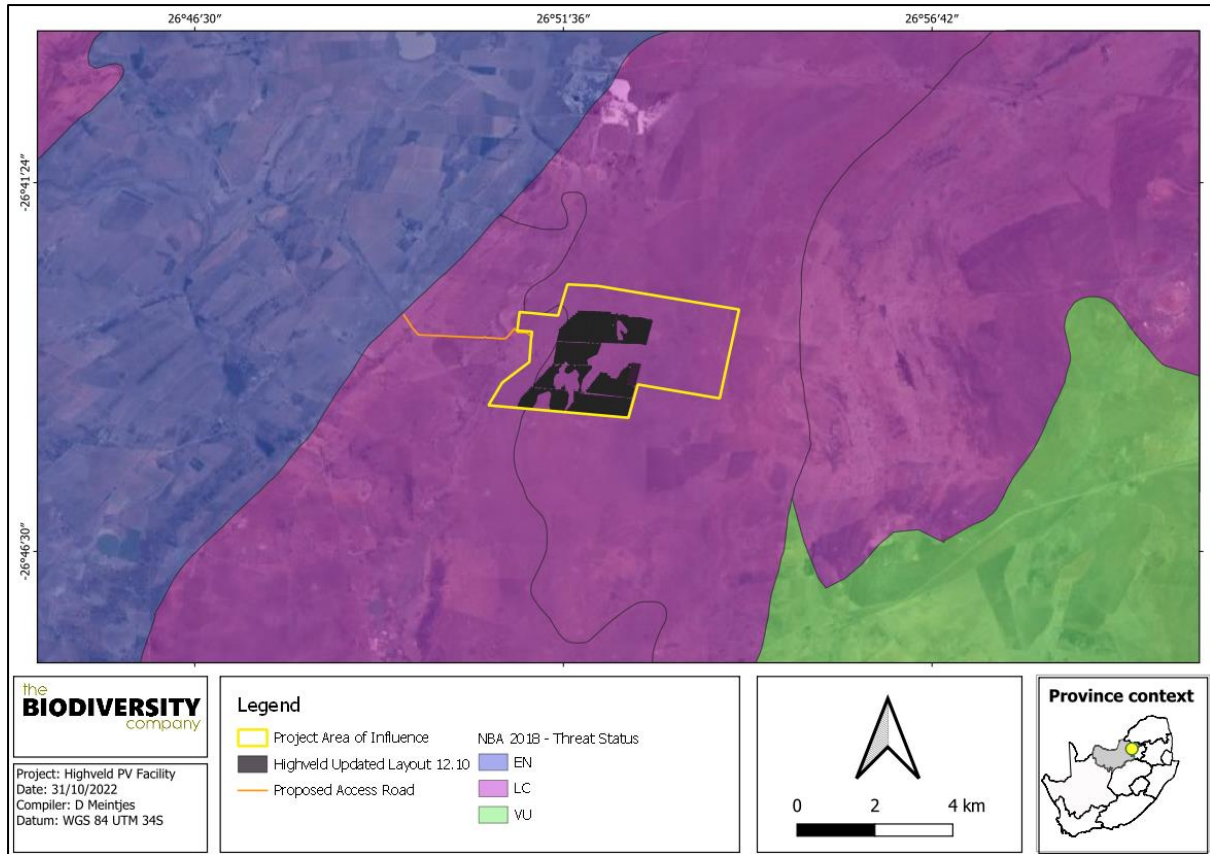 26°46'30"
26°51'36"
26°56'42"
-26°41'24"
-26°46'30"
the
BIODIVERSITY
company
Project: Highveld PV Facility
Date: 31/10/2022
Compiler: D Meintjes
Datum: WGS 84 UTM 34S
Legend
Project Area of Influence
Highveld Updated Layout 12.10
Proposed Access Road
NBA 2018 - Threat Status
EN
LC
VU
0 2 4 km
Province context